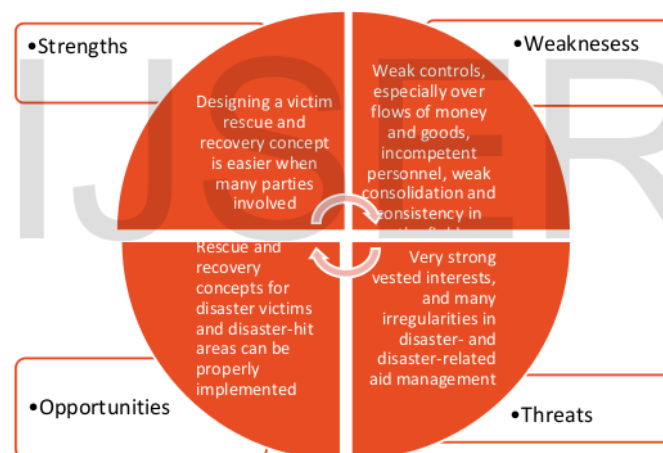 •Strengths
•Weaknesess
Designing a victim
rescue and
recovery concept
is easier when
many parties
involved
Weak controls,
especially over
flows of money
and goods,
incompetent
personnel, weak
consolidation and
consistency in
Rescue and
recovery
concepts for
disaster victims
and disaster-hit
areas can be
properly
implemented
Very strong
vested interests,
and many
irregularities in
disaster- and
disaster-related
aid management
•Opportunities
•Threats
IJSER